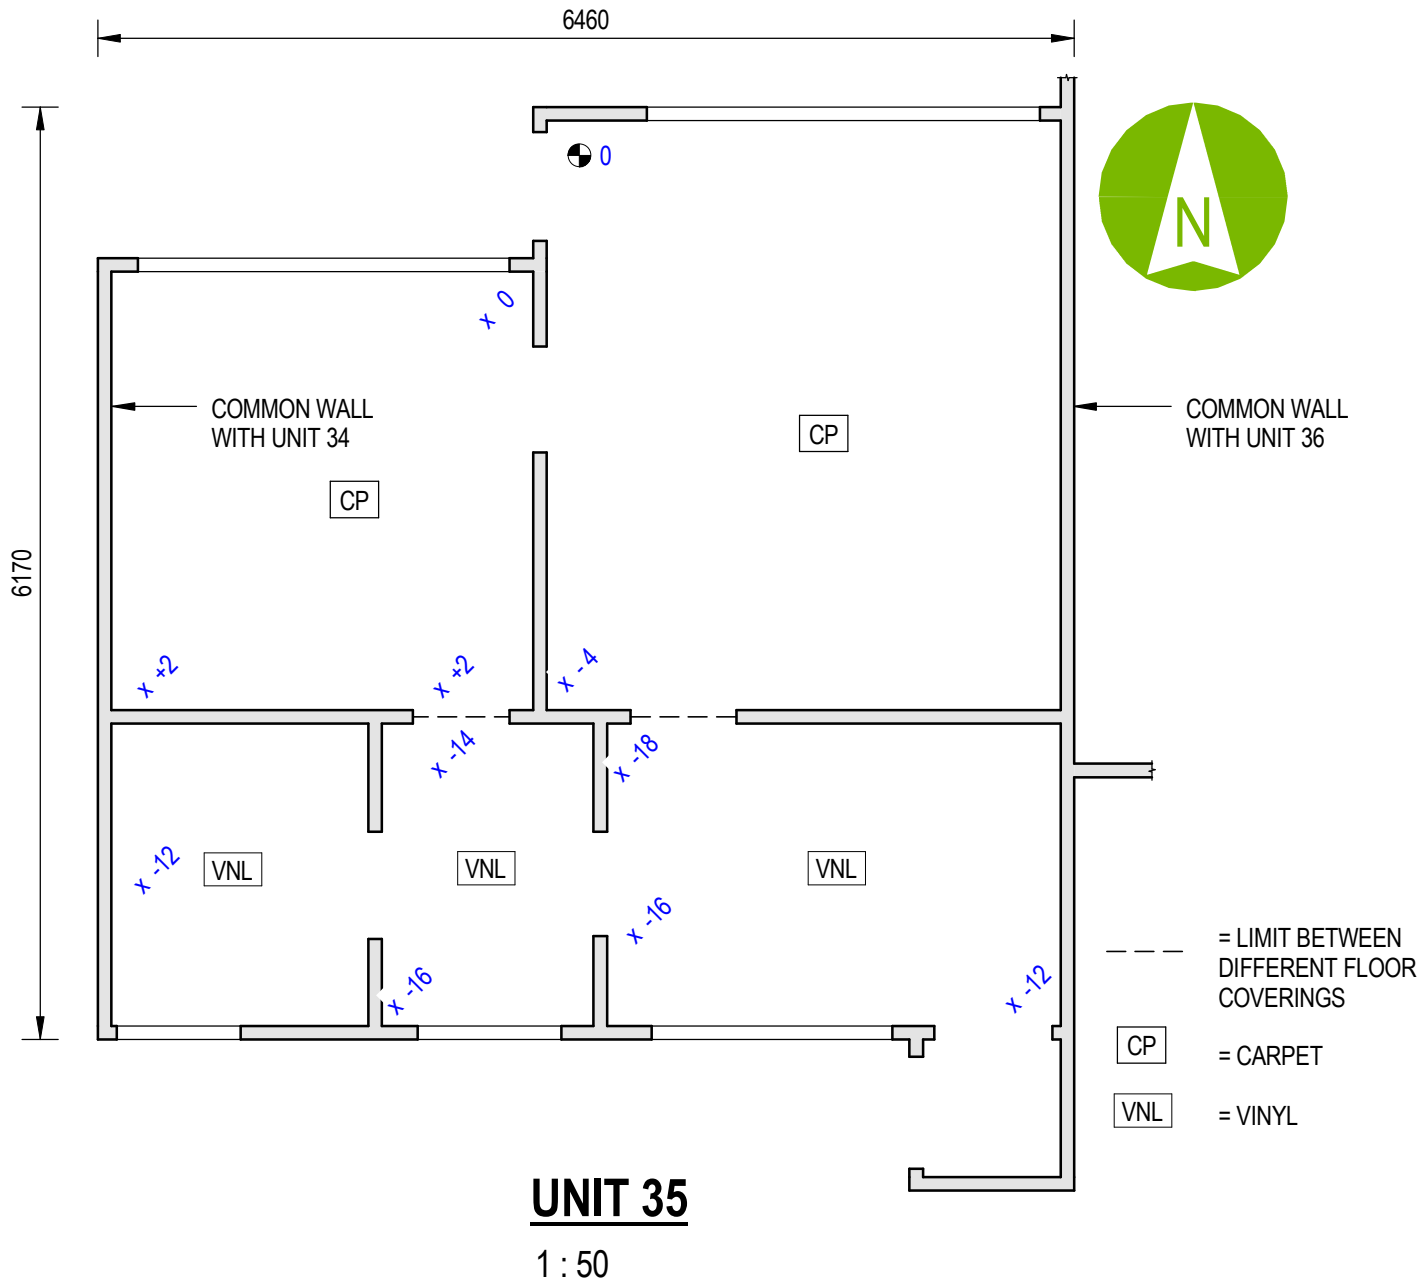 6460
0
N
x 0
COMMON WALL
WITH UNIT 34
CP
COMMON WALL
WITH UNIT 36
CP
6170
x +2
x +2
x - 4
x -14
x -18
x -12
VNL
VNL
VNL
x -16
x -16
x -12
= LIMIT BETWEEN
DIFFERENT FLOOR
COVERINGS
CP
= CARPET
VNL
= VINYL
UNIT 35
1 : 50